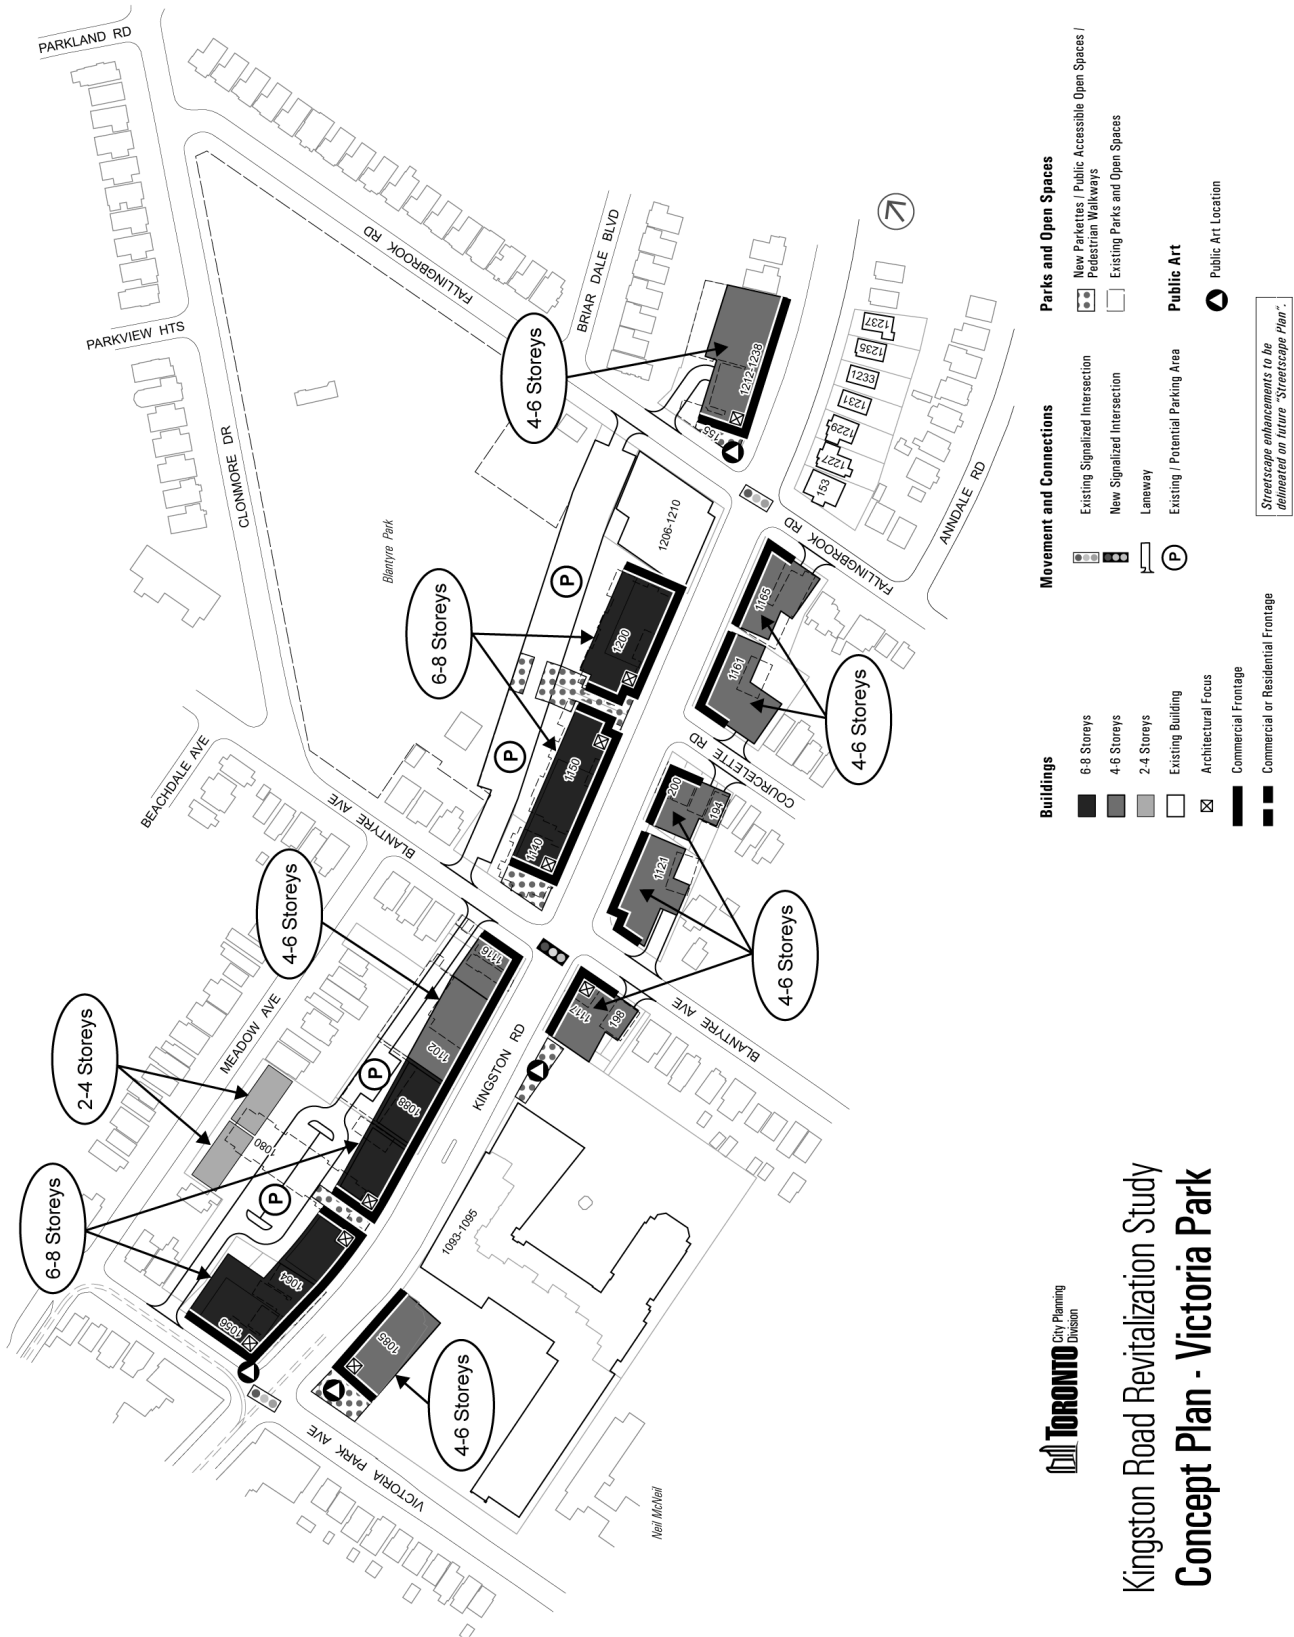 PARKLAND RD
PARKVIEW HTS
CLONMORE DR
FALLINGBROOK RD
BRIAR DALE BLVD
BEACHDALE AVE
BLANTYRE AVE
Blantyre Park
MEADOW AVE
4-6 Storeys
6-8 Storeys
4-6 Storeys
2-4 Storeys
6-8 Storeys
4-6 Storeys
4-6 Storeys
4-6 Storeys
P
P
P
P
1212-1238
155
1206-1210
1200
1150
1140
1116
1102
1088
1080
1064
1056
1237
1235
1233
1231
1229
1227
153
1165
1161
200
194
1121
1117
198
1093-1095
1085
KINGSTON RD
ANNDALE RD
FALLINGBROOK RD
COURCELETTE RD
BLANTYRE AVE
VICTORIA PARK AVE
Neil McNeil
Buildings
6-8 Storeys
4-6 Storeys
2-4 Storeys
Existing Building
Architectural Focus
Commercial Frontage
Commercial or Residential Frontage
Movement and Connections
Existing Signalized Intersection
New Signalized Intersection
Laneway
P
Existing / Potential Parking Area
Parks and Open Spaces
New Parkettes / Public Accessible Open Spaces /
Pedestrian Walkways
Existing Parks and Open Spaces
Public Art
Public Art Location
Streetscape enhancements to be
delineated on future "Streetscape Plan".
TORONTO City Planning
Division
Kingston Road Revitalization Study
Concept Plan - Victoria Park